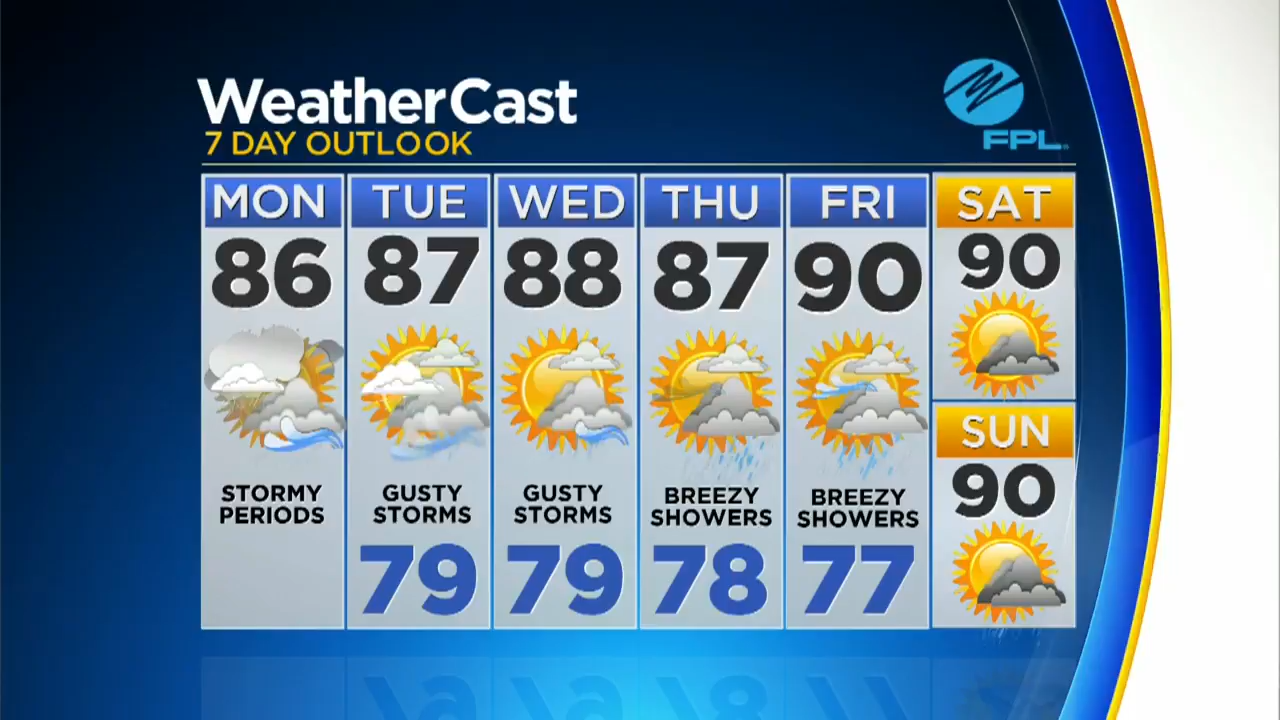 WeatherCast
7 DAY OUTLOOK
FPL
MON
86
STORMY
PERIODS
TUE
87
GUSTY
STORMS
79
WED
88
GUSTY
STORMS
79
THU
87
BREEZY
SHOWERS
78
FRI
90
BREEZY
SHOWERS
77
SAT
90
SUN
90